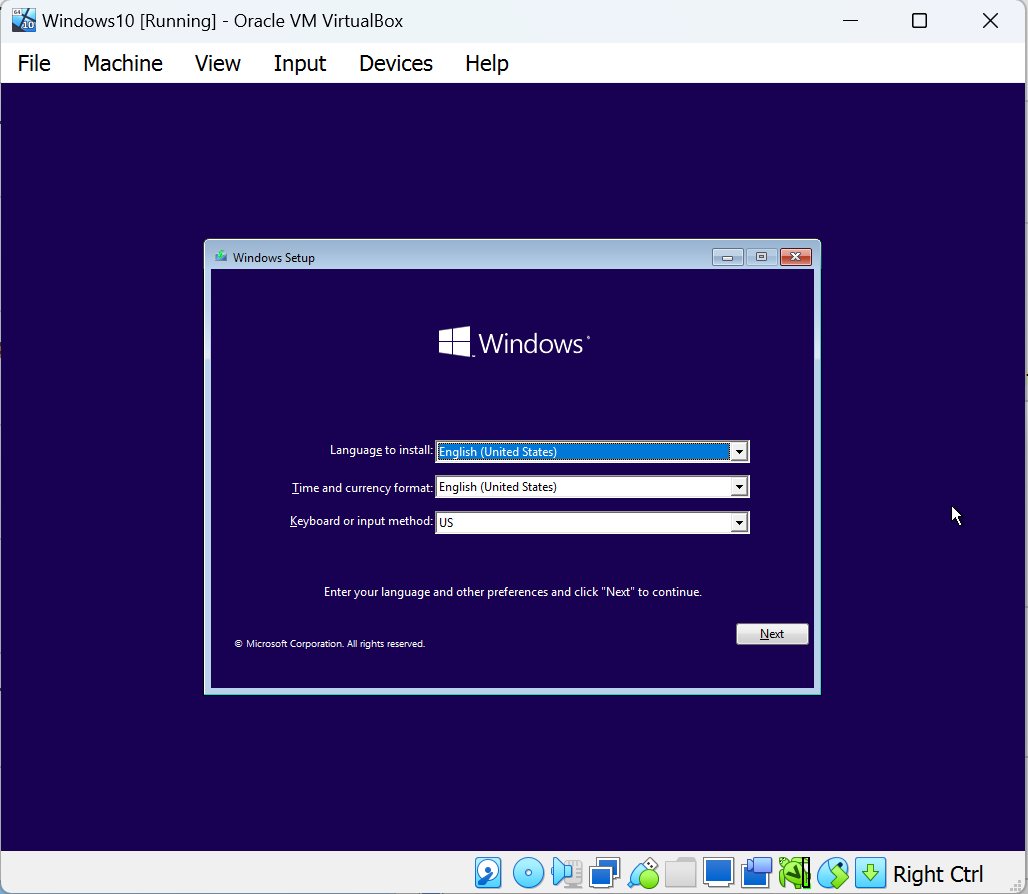 Windows10 [Running] - Oracle VM VirtualBox
File Machine View Input Devices Help
Windows Setup
Windows
Language to install: English (United States)
Time and currency format: English (United States)
Keyboard or input method: US
Enter your language and other preferences and click "Next" to continue.
Next
© Microsoft Corporation. All rights reserved.
Right Ctrl